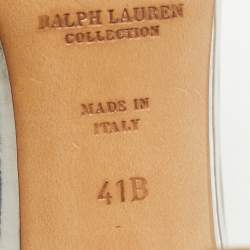 RALPH LAUREN
COLLECTION
MADE IN
ITALY
41B